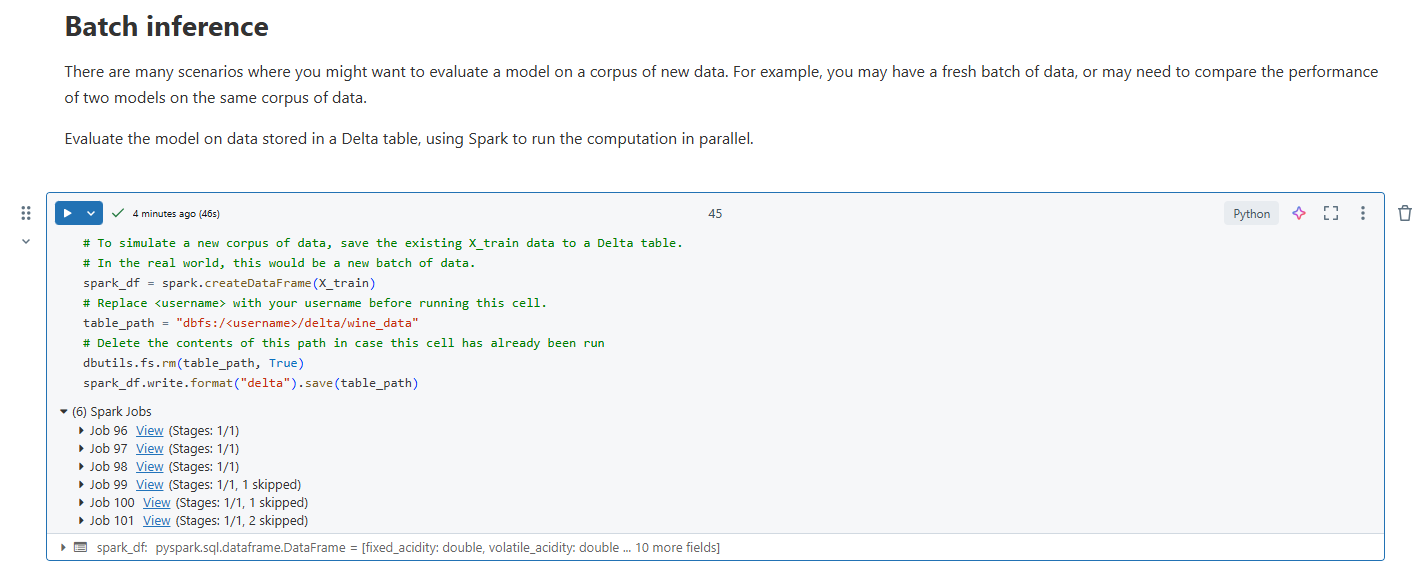 Batch inference
There are many scenarios where you might want to evaluate a model on a corpus of new data. For example, you may have a fresh batch of data, or may need to compare the performance
of two models on the same corpus of data.
Evaluate the model on data stored in a Delta table, using Spark to run the computation in parallel.
4 minutes ago (46s) 45 Python
# To simulate a new corpus of data, save the existing X_train data to a Delta table.
# In the real world, this would be a new batch of data.
spark_df = spark.createDataFrame(X_train)
# Replace <username> with your username before running this cell.
table_path = "dbfs:/<username>/delta/wine_data"
# Delete the contents of this path in case this cell has already been run
dbutils.fs.rm(table_path, True)
spark_df.write.format("delta").save(table_path)
(6) Spark Jobs
Job 96 View (Stages: 1/1)
Job 97 View (Stages: 1/1)
Job 98 View (Stages: 1/1)
Job 99 View (Stages: 1/1, 1 skipped)
Job 100 View (Stages: 1/1, 1 skipped)
Job 101 View (Stages: 1/1, 2 skipped)
spark_df: pyspark.sql.dataframe.DataFrame = [fixed_acidity: double, volatile_acidity: double ... 10 more fields]